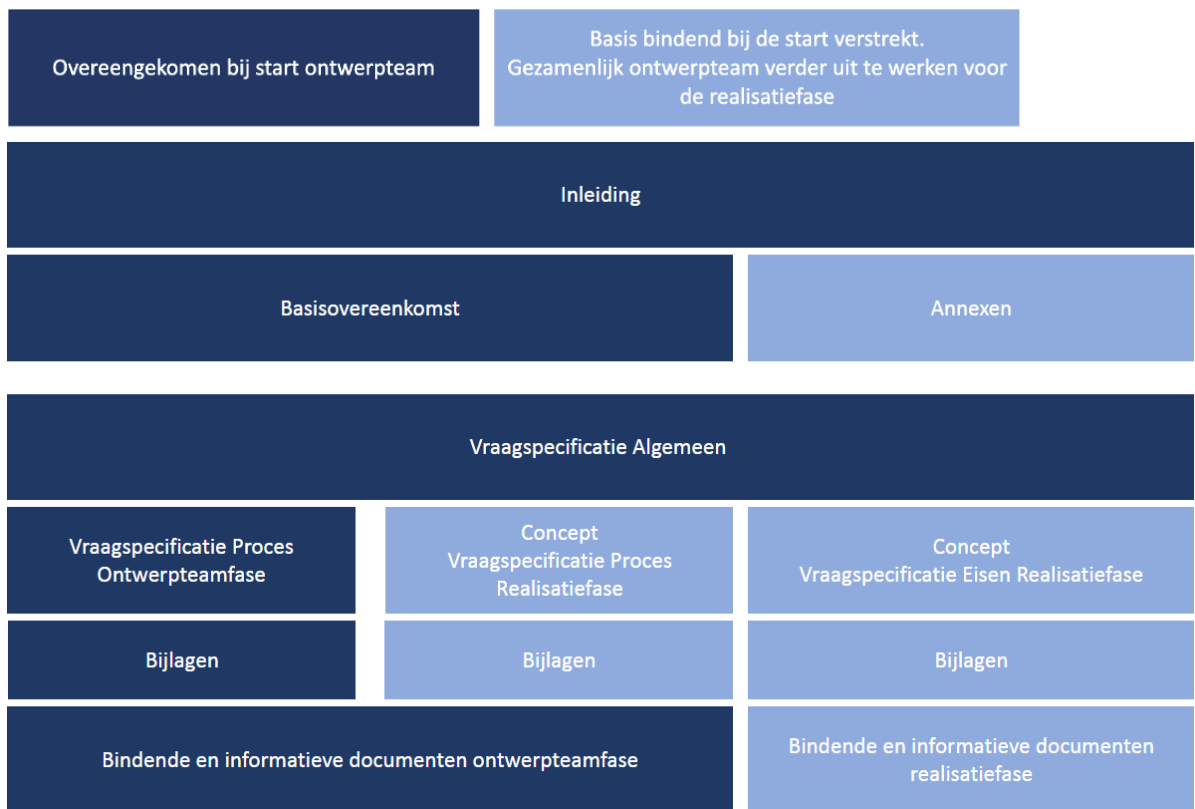 Overeengekomen bij start ontwerpteam
Basis bindend bij de start verstrekt.
Gezamenlijk ontwerpteam verder uit te werken voor
de realisatiefase
Inleiding
Basisovereenkomst
Annexen
Vraagspecificatie Algemeen
Vraagspecificatie Proces
Ontwerpteamfase
Concept
Vraagspecificatie Proces
Realisatiefase
Concept
Vraagspecificatie Eisen Realisatiefase
Bijlagen
Bijlagen
Bijlagen
Bindende en informatieve documenten ontwerpteamfase
Bindende en informatieve documenten
realisatiefase